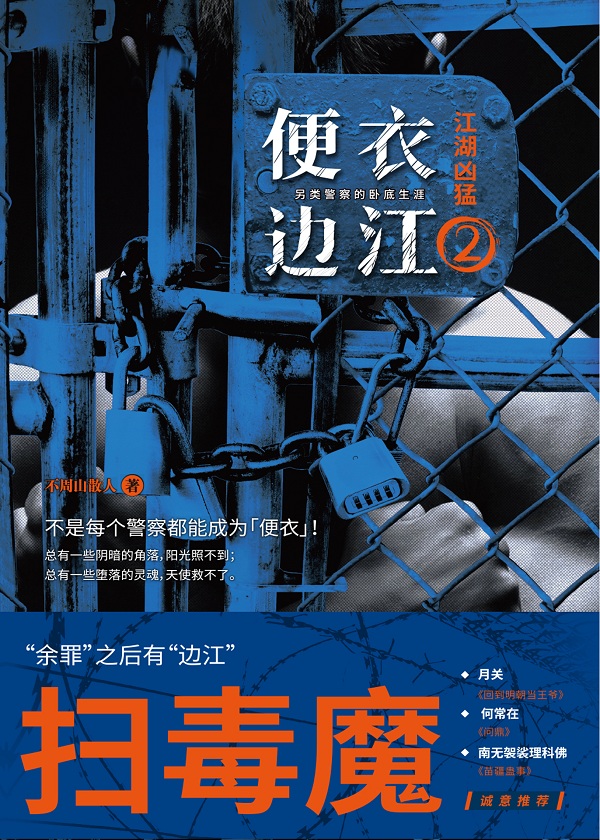 便衣
另类警察的卧底生涯
边江
江湖凶猛
2
不周山散人 著
不是每个警察都能成为「便衣」!
总有一些阴暗的角落,阳光照不到;
总有一些堕落的灵魂,天使救不了。
“余罪”之后有“边江”
扫毒魔
◆ 月关
《回到明朝当王爷》
◆ 何常在
《问鼎》
◆ 南无袈裟理科佛
《苗疆蛊事》
诚意推荐